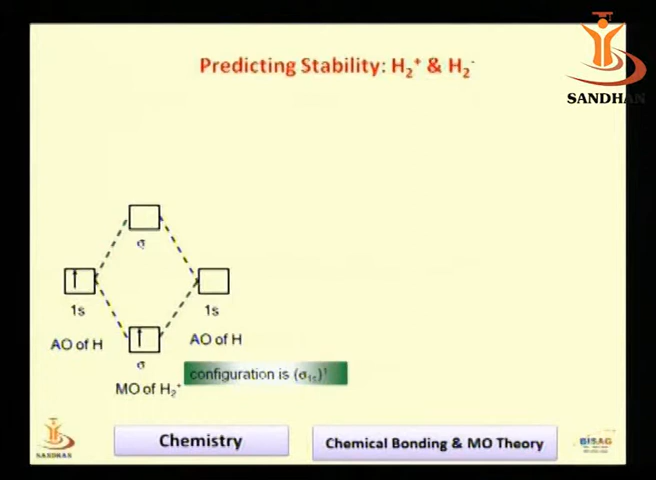 Predicting Stability: H₂⁺ & H₂⁻
SANDHAN
σ
1s
1s
AO of H
AO of H
σ
configuration is (σ₁ₛ)¹
MO of H₂⁺
SANDHAN
Chemistry
Chemical Bonding & MO Theory
BISAG